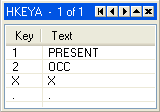 HKEYA - 1 of 1
Key Text
1 PRESENT
2 OCC
X X
. .